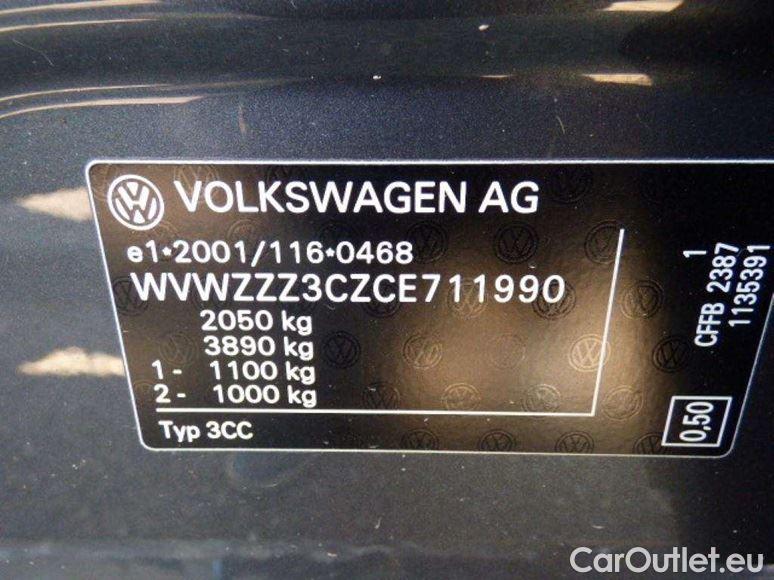 VOLKSWAGEN AG
e1*2001/116*0468
WVWZZZ3CZCE711990
2050 kg
3890 kg
1 - 1100 kg
2 - 1000 kg
Typ 3CC
1
CFFB 2387
1135391
0,50
CarOutlet.eu